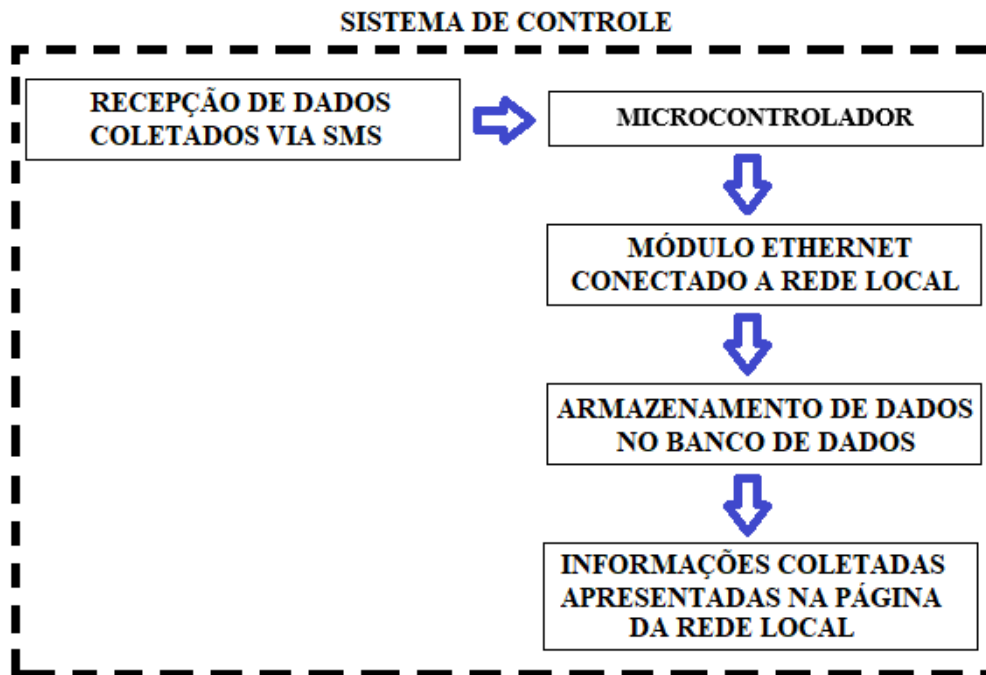 SISTEMA DE CONTROLE
RECEPÇÃO DE DADOS
COLETADOS VIA SMS
MICROCONTROLADOR
MÓDULO ETHERNET
CONECTADO A REDE LOCAL
ARMAZENAMENTO DE DADOS
NO BANCO DE DADOS
INFORMAÇÕES COLETADAS
APRESENTADAS NA PÁGINA
DA REDE LOCAL